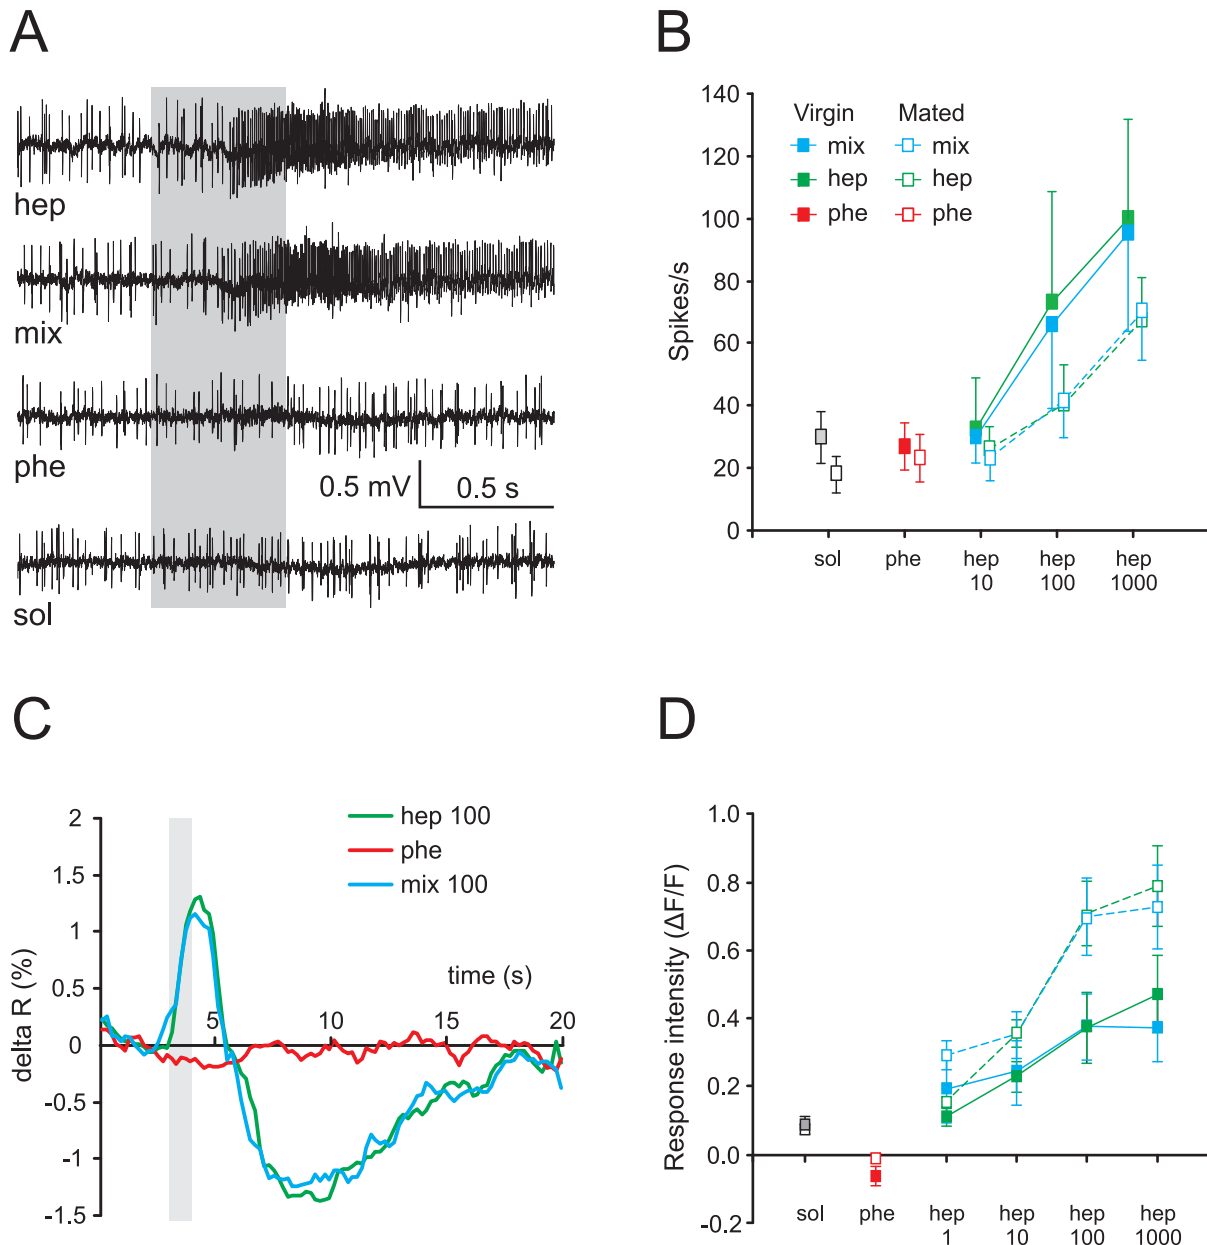 A
hep
mix
phe
0.5 mV
0.5 s
sol
B
Spikes/s
140
120
100
80
60
40
20
0
Virgin Mated
mix mix
hep hep
phe phe
sol phe hep hep hep
10 100 1000
C
delta R (%)
2
1.5
1
0.5
0
-0.5
-1
-1.5
hep 100
phe
mix 100
time (s)
5 10 15 20
D
Response intensity (ΔF/F)
1.0
0.8
0.6
0.4
0.2
0.0
-0.2
sol phe hep hep hep hep
1 10 100 1000